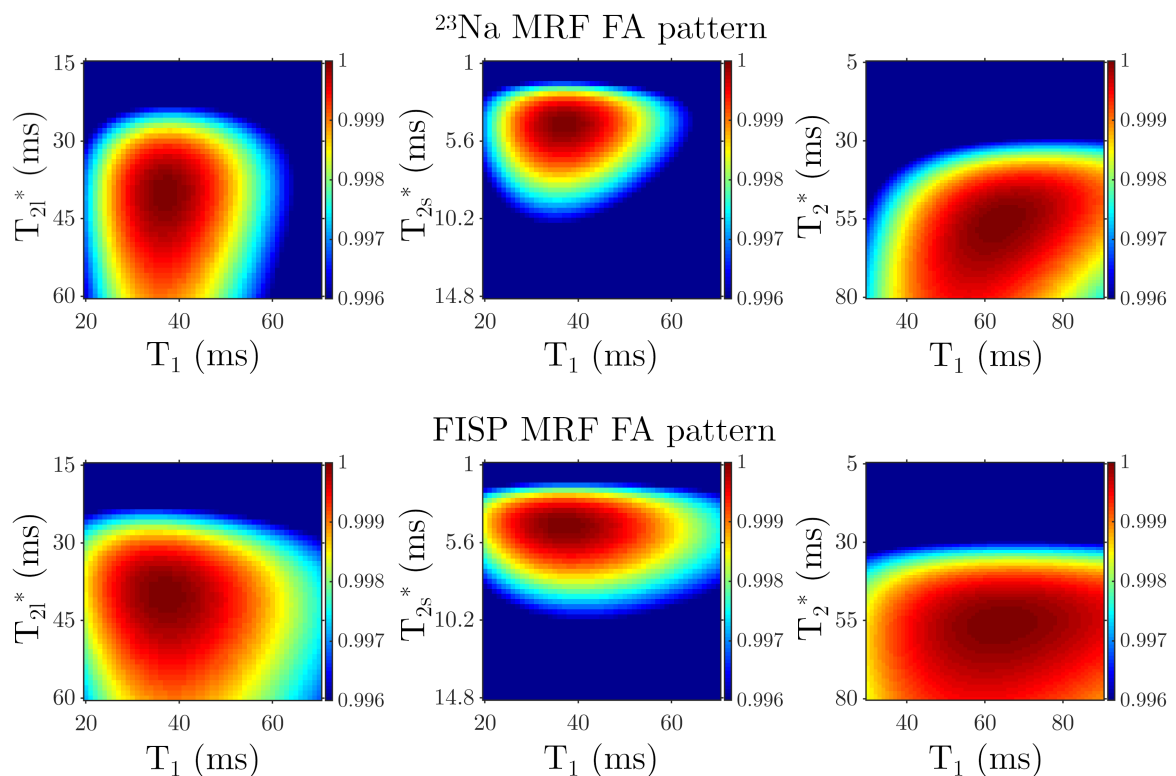 ²³Na MRF FA pattern
T₂ₗ* (ms)
15
30
45
60
20 40 60
T₁ (ms)
1
0.999
0.998
0.997
0.996
T₂ₛ* (ms)
1
5.6
10.2
14.8
20 40 60
T₁ (ms)
1
0.999
0.998
0.997
0.996
T₂* (ms)
5
30
55
80
40 60 80
T₁ (ms)
1
0.999
0.998
0.997
0.996
FISP MRF FA pattern
T₂ₗ* (ms)
15
30
45
60
20 40 60
T₁ (ms)
1
0.999
0.998
0.997
0.996
T₂ₛ* (ms)
1
5.6
10.2
14.8
20 40 60
T₁ (ms)
1
0.999
0.998
0.997
0.996
T₂* (ms)
5
30
55
80
40 60 80
T₁ (ms)
1
0.999
0.998
0.997
0.996